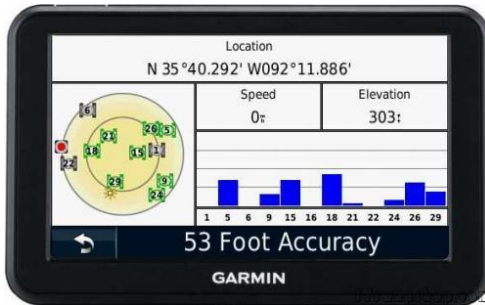 Location
N 35°40.292' W092°11.886'
Speed
Elevation
303
6
21
26
5
18
15
1
22
29
9
24
1 5 6 9 15 16 18 21 22 24 26 29
53 Foot Accuracy
GARMIN